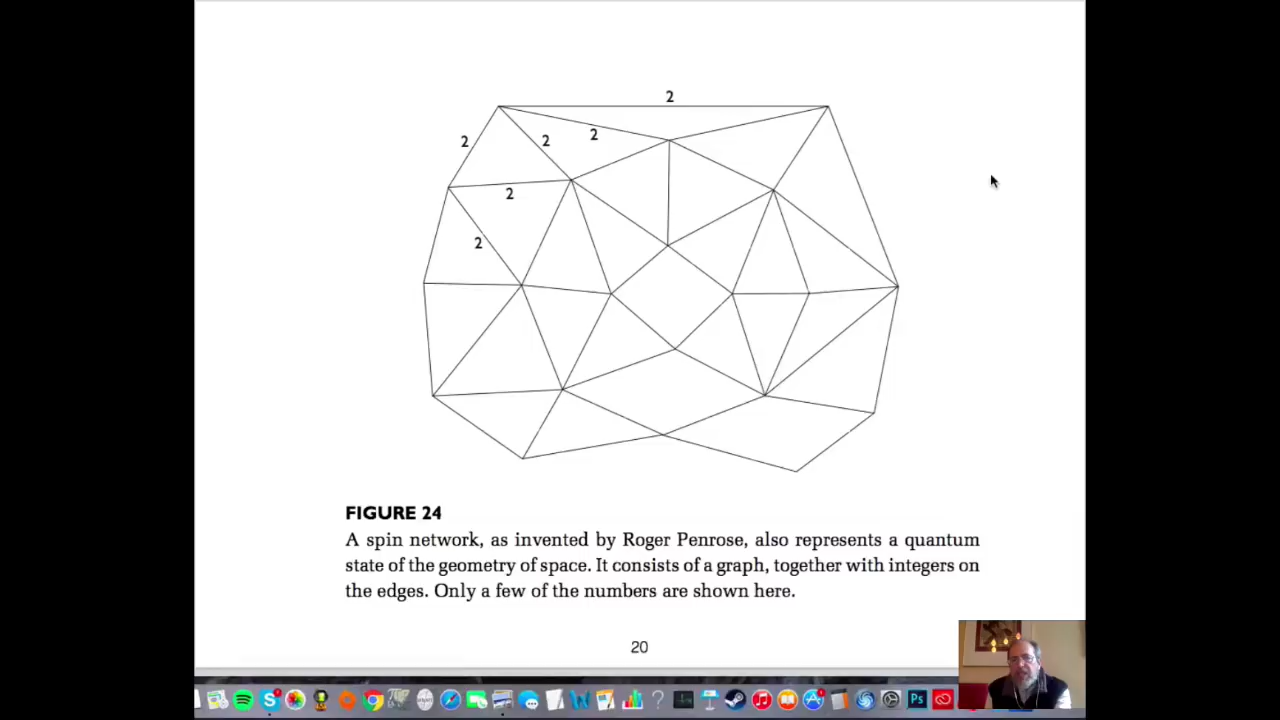 2
2
2
2
2
2
FIGURE 24
A spin network, as invented by Roger Penrose, also represents a quantum
state of the geometry of space. It consists of a graph, together with integers on
the edges. Only a few of the numbers are shown here.
20
Ps